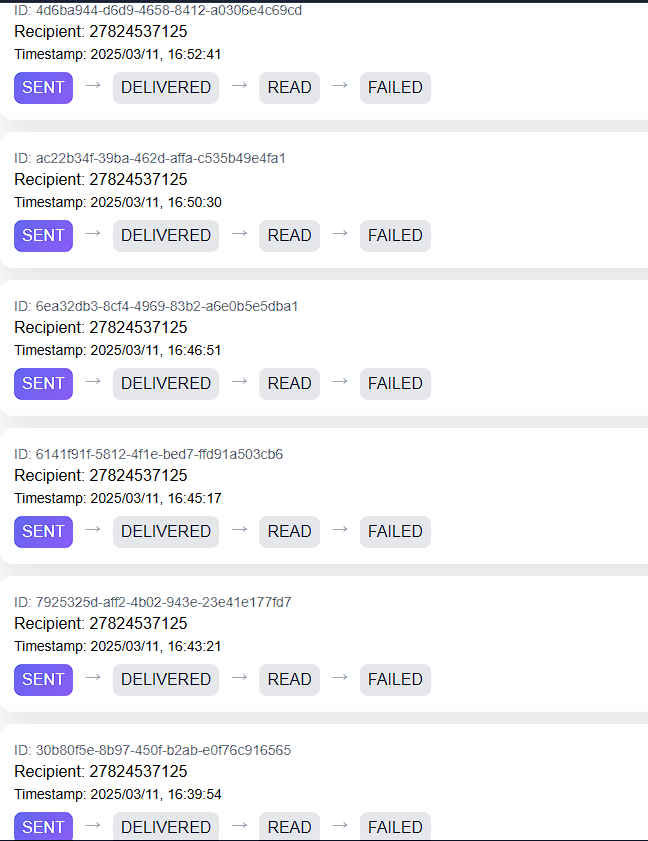 ID: 4d6ba944-d6d9-4658-8412-a0306e4c69cd
Recipient: 27824537125
Timestamp: 2025/03/11, 16:52:41
SENT → DELIVERED → READ → FAILED
ID: ac22b34f-39ba-462d-affa-c535b49e4fa1
Recipient: 27824537125
Timestamp: 2025/03/11, 16:50:30
SENT → DELIVERED → READ → FAILED
ID: 6ea32db3-8cf4-4969-83b2-a6e0b5e5dba1
Recipient: 27824537125
Timestamp: 2025/03/11, 16:46:51
SENT → DELIVERED → READ → FAILED
ID: 6141f91f-5812-4f1e-bed7-ffd91a503cb6
Recipient: 27824537125
Timestamp: 2025/03/11, 16:45:17
SENT → DELIVERED → READ → FAILED
ID: 7925325d-aff2-4b02-943e-23e41e177fd7
Recipient: 27824537125
Timestamp: 2025/03/11, 16:43:21
SENT → DELIVERED → READ → FAILED
ID: 30b80f5e-8b97-450f-b2ab-e0f76c916565
Recipient: 27824537125
Timestamp: 2025/03/11, 16:39:54
SENT → DELIVERED → READ → FAILED